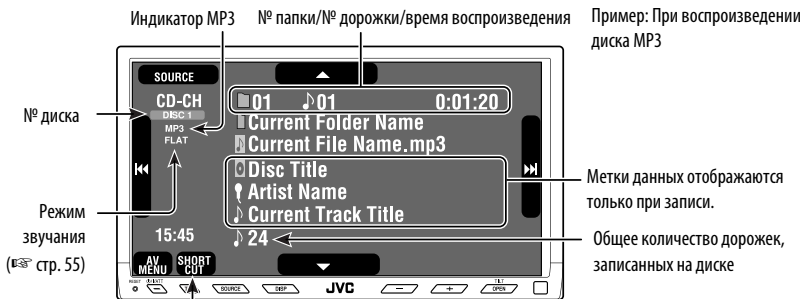 Индикатор MP3
№ папки/№ дорожки/время воспроизведения
Пример: При воспроизведении
диска MP3
№ диска
Режим
звучания
(☞ стр. 55)
SOURCE
CD-CH
DISC 1
MP3
FLAT
15:45
AV
MENU
SHORT
CUT
01 01 0:01:20
Current Folder Name
Current File Name.mp3
Disc Title
Artist Name
Current Track Title
24
Метки данных отображаются
только при записи.
Общее количество дорожек,
записанных на диске
RESET
SOURCE
DISP
JVC
TILT
OPEN